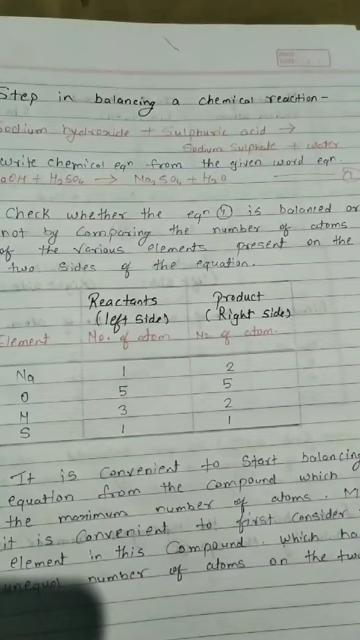 Step in balancing a chemical reaction -
Sodium hydroxide + Sulphuric acid →
Sodium Sulphate + water
Write chemical eqn from the given word eqn.
NaOH + H2SO4 → Na2SO4 + H2O — ①
Check whether the eqn ① is balanced or
not by Comparing the number of atoms
of the various elements present on the
two sides of the equation.
Element Reactants (left side) No. of atom Product (Right side) No. of atom.
Na 1 2
O 5 5
H 3 2
S 1 1
It is convenient to Start balancing
equation from the compound which
the maximum number of atoms.
it is Convenient to first consider
element in this Compound. which
unequal number of atoms on the two